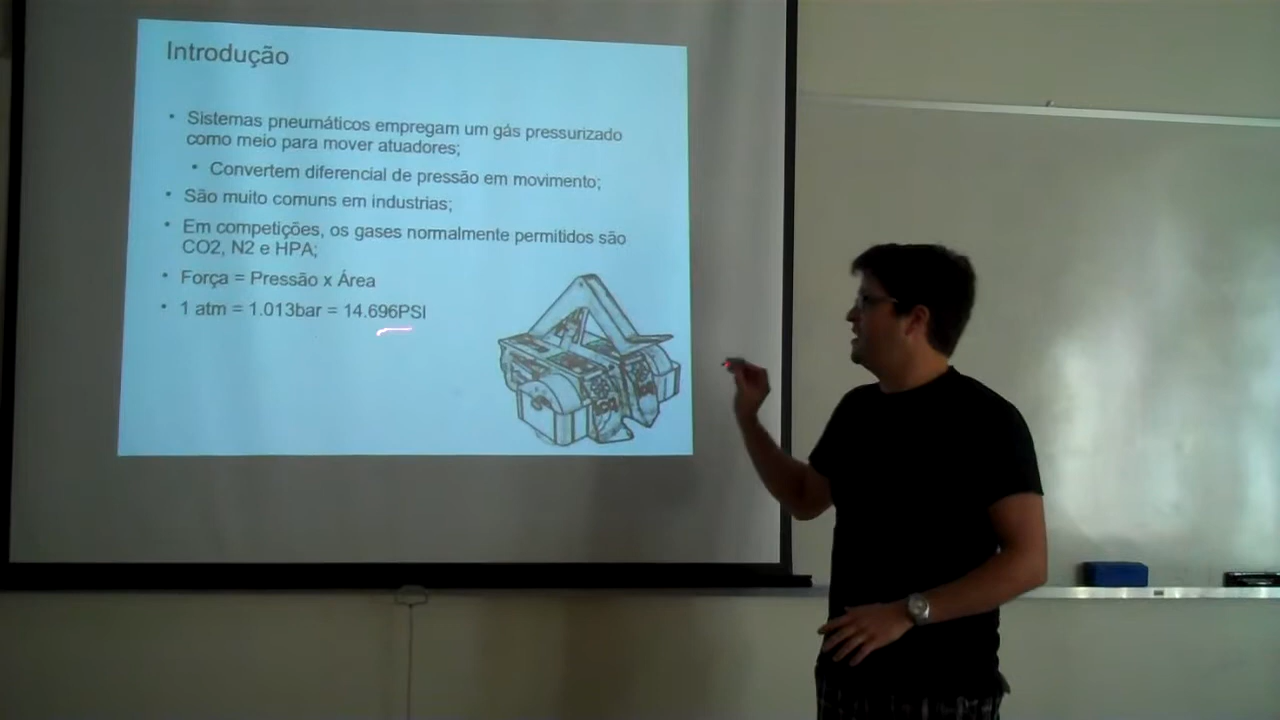 Introdução
• Sistemas pneumáticos empregam um gás pressurizado
como meio para mover atuadores;
• Convertem diferencial de pressão em movimento;
• São muito comuns em industrias;
• Em competições, os gases normalmente permitidos são
CO2, N2 e HPA;
• Força = Pressão x Área
• 1 atm = 1.013bar = 14.696PSI